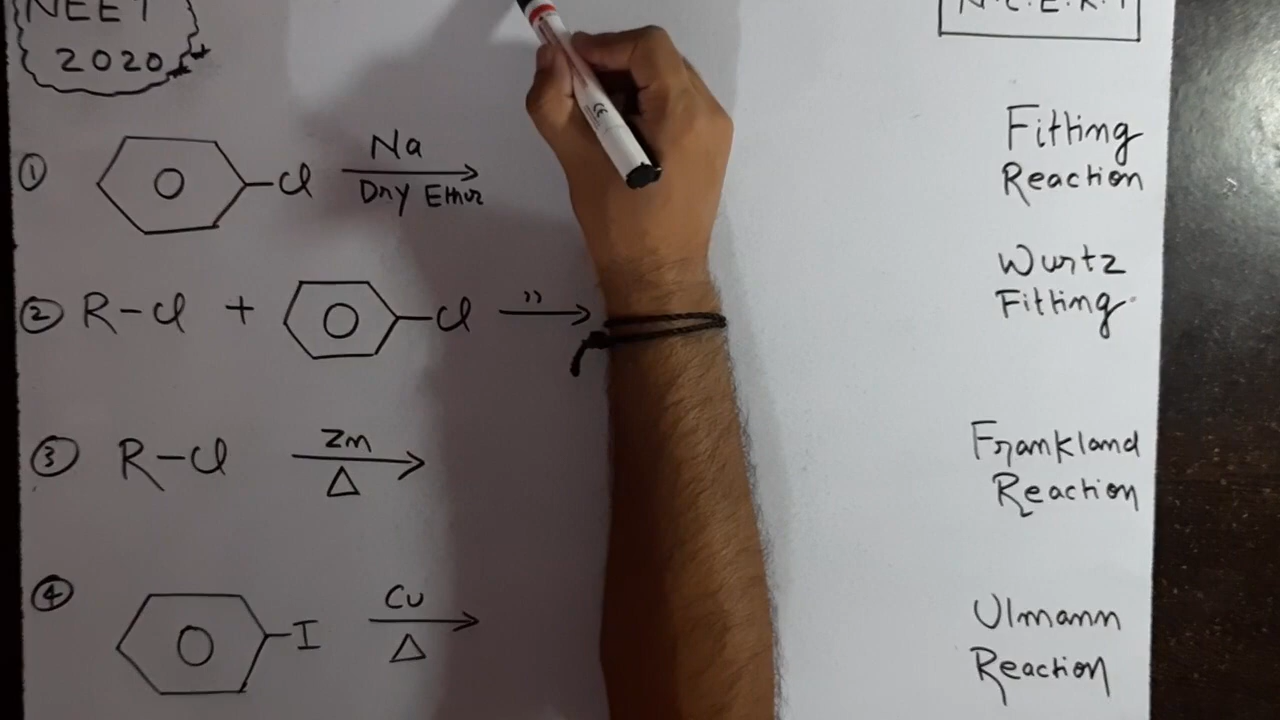 NEET
2020
N.C.E.R.T
① Cl Na
Dry Ether
Fitting
Reaction
② R-Cl + Cl ,,
Wurtz
Fitting
③ R-Cl Zn
Δ
Frankland
Reaction
④ I Cu
Δ
Ulmann
Reaction